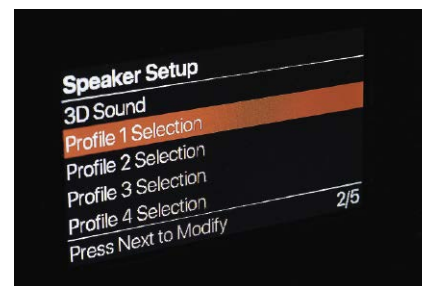 Speaker Setup
3D Sound
Profile 1 Selection
Profile 2 Selection
Profile 3 Selection
Profile 4 Selection
Press Next to Modify 2/5